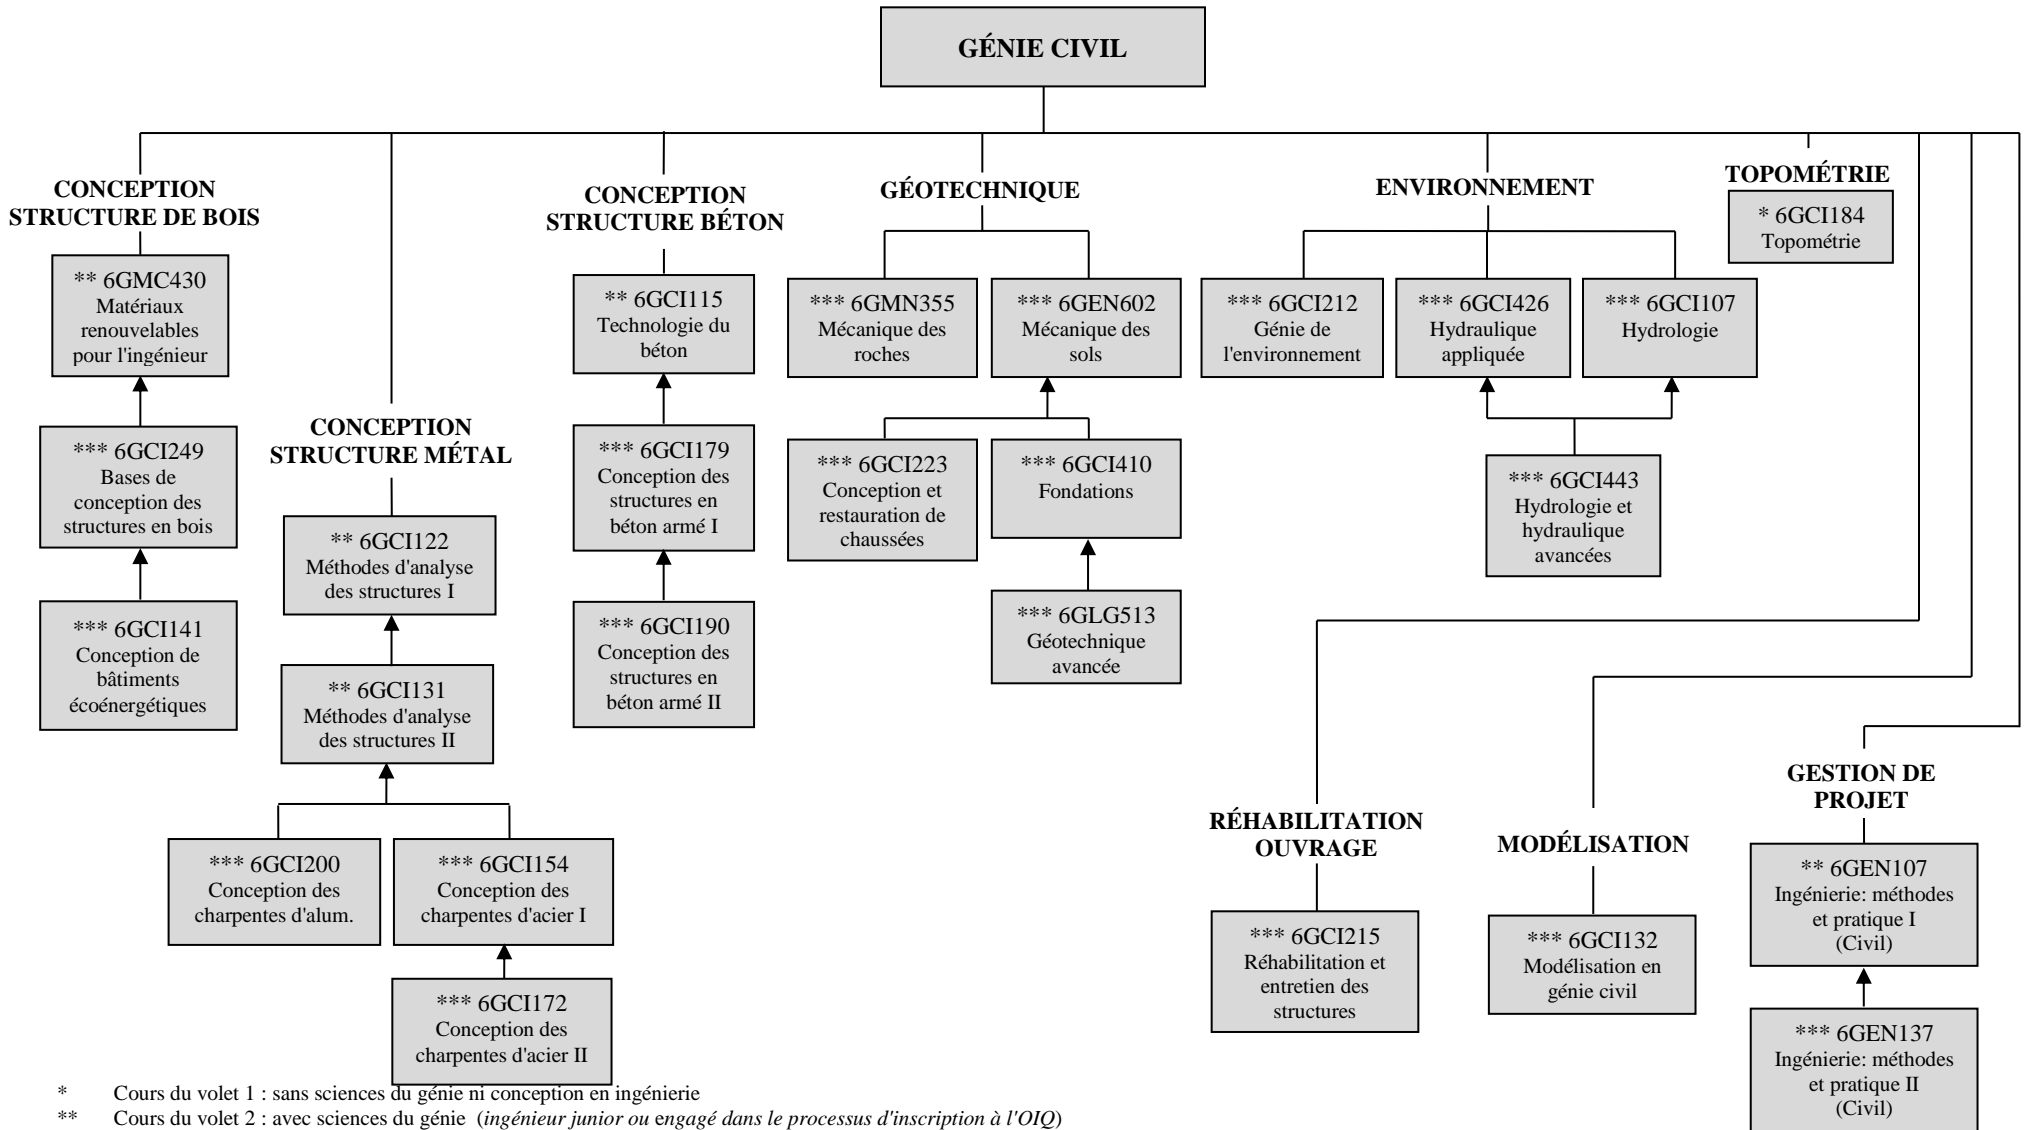 GÉNIE CIVIL
CONCEPTION
STRUCTURE DE BOIS
** 6GMC430
Matériaux
renouvelables
pour l'ingénieur
*** 6GCI249
Bases de
conception des
structures en bois
*** 6GCI141
Conception de
bâtiments
écoénergétiques
CONCEPTION
STRUCTURE MÉTAL
** 6GCI122
Méthodes d'analyse
des structures I
** 6GCI131
Méthodes d'analyse
des structures II
*** 6GCI200
Conception des
charpentes d'alum.
*** 6GCI154
Conception des
charpentes d'acier I
*** 6GCI172
Conception des
charpentes d'acier II
CONCEPTION
STRUCTURE BÉTON
** 6GCI115
Technologie du
béton
*** 6GCI179
Conception des
structures en
béton armé I
*** 6GCI190
Conception des
structures en
béton armé II
GÉOTECHNIQUE
*** 6GMN355
Mécanique des
roches
*** 6GEN602
Mécanique des
sols
*** 6GCI223
Conception et
restauration de
chaussées
*** 6GCI410
Fondations
*** 6GLG513
Géotechnique
avancée
ENVIRONNEMENT
*** 6GCI212
Génie de
l'environnement
*** 6GCI426
Hydraulique
appliquée
*** 6GCI107
Hydrologie
*** 6GCI443
Hydrologie et
hydraulique
avancées
TOPOMÉTRIE
* 6GCI184
Topométrie
RÉHABILITATION
OUVRAGE
*** 6GCI215
Réhabilitation et
entretien des
structures
MODÉLISATION
*** 6GCI132
Modélisation en
génie civil
GESTION DE
PROJET
** 6GEN107
Ingénierie: méthodes
et pratique I
(Civil)
*** 6GEN137
Ingénierie: méthodes
et pratique II
(Civil)
* Cours du volet 1 : sans sciences du génie ni conception en ingénierie
** Cours du volet 2 : avec sciences du génie (ingénieur junior ou engagé dans le processus d'inscription à l'OIQ)